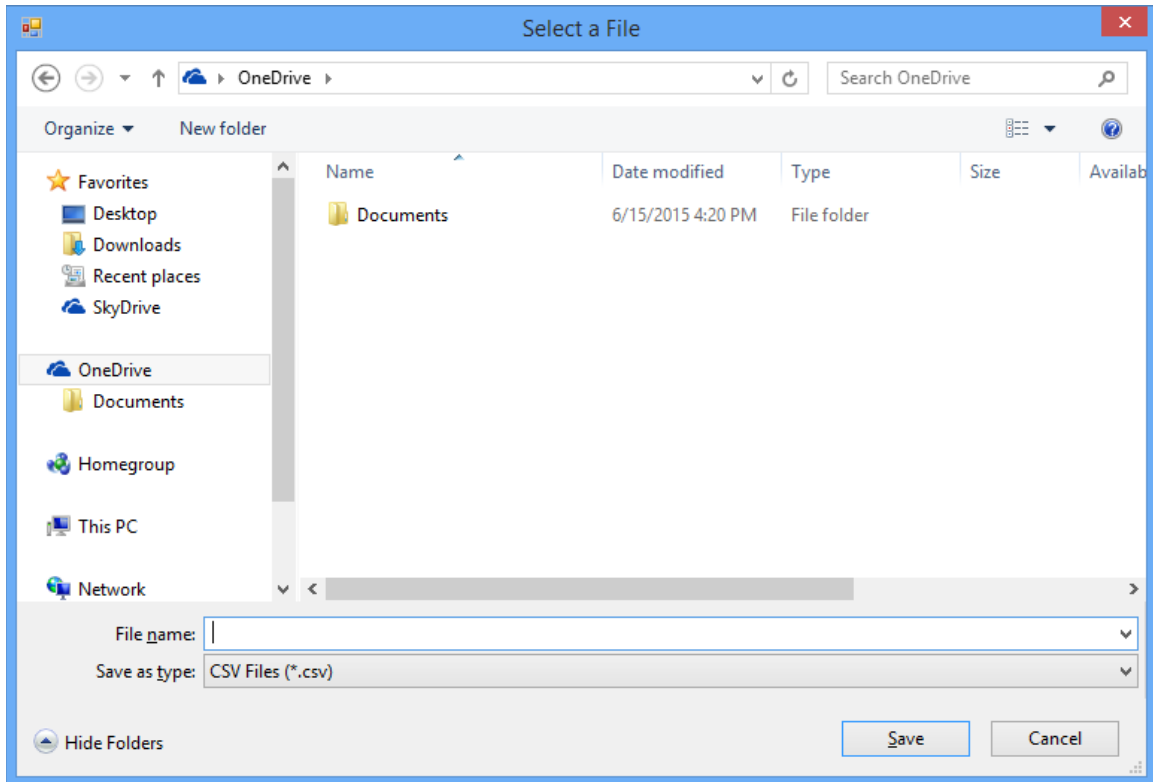 Select a File
OneDrive
Search OneDrive
Organize New folder
Name Date modified Type Size Availab
Favorites
Desktop
Downloads
Recent places
SkyDrive
OneDrive
Documents
Homegroup
This PC
Network
Documents 6/15/2015 4:20 PM File folder
File name:
Save as type: CSV Files (*.csv)
Hide Folders Save Cancel